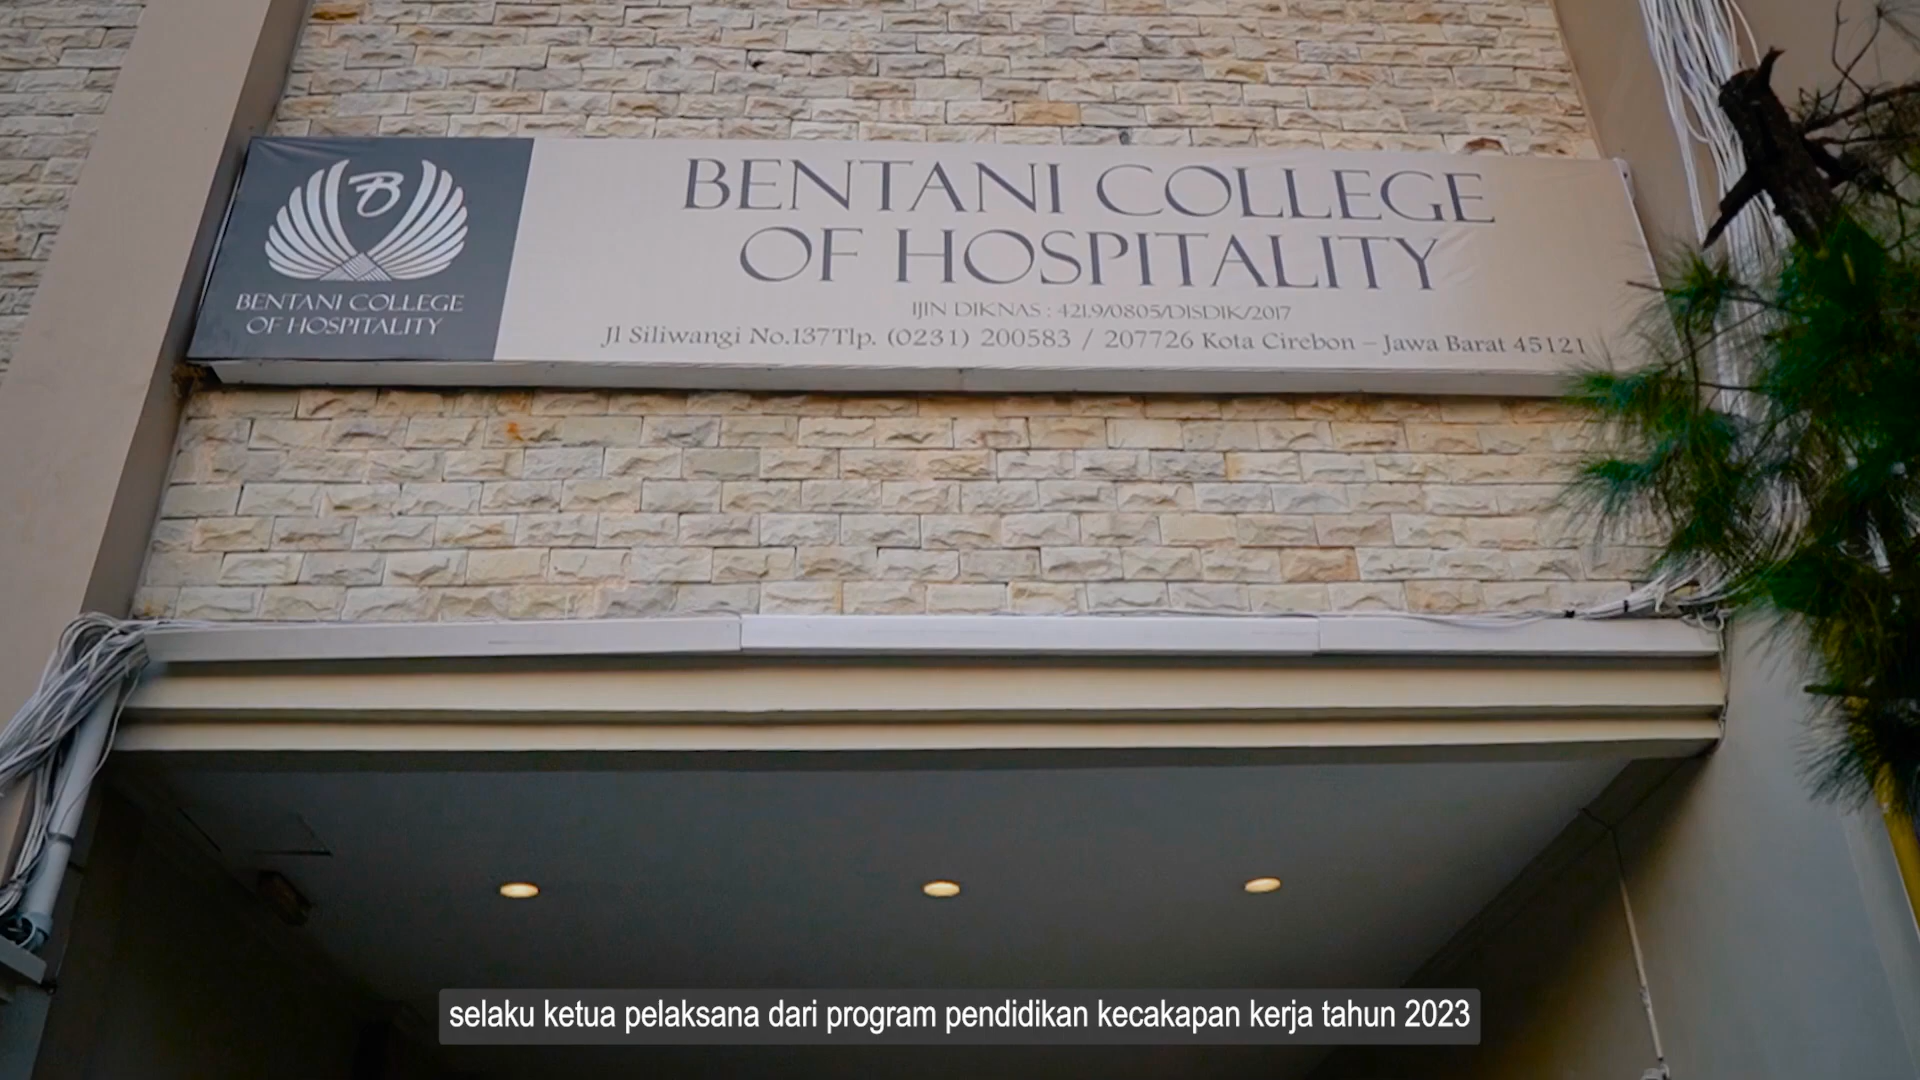 B
BENTANI COLLEGE
OF HOSPITALITY
BENTANI COLLEGE
OF HOSPITALITY
IJIN DIKNAS : 421.9/0805/DISDIK/2017
Jl Siliwangi No.137Tlp. (0231) 200583 / 207726 Kota Cirebon – Jawa Barat 45121
selaku ketua pelaksana dari program pendidikan kecakapan kerja tahun 2023